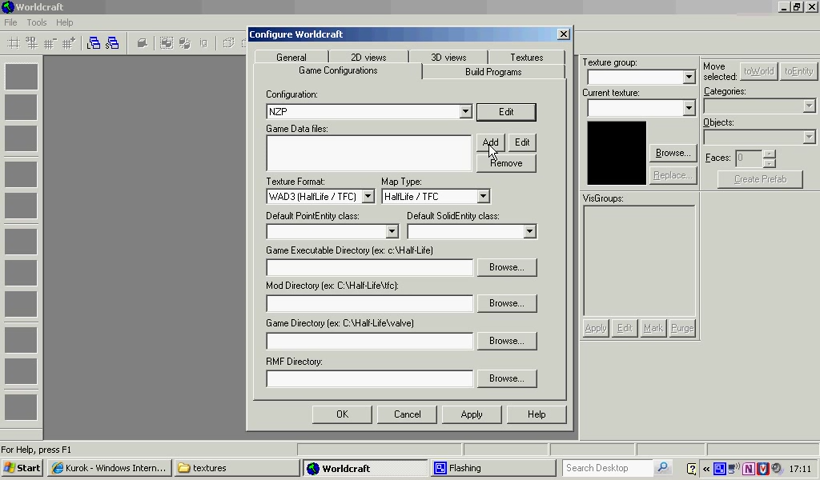 Worldcraft
File Tools Help
Configure Worldcraft
General 2D views 3D views Textures
Game Configurations Build Programs
Configuration:
NZP
Edit
Game Data files:
Add Edit
Remove
Texture Format: Map Type:
WAD3 (HalfLife / TFC) HalfLife / TFC
Default PointEntity class: Default SolidEntity class:
Game Executable Directory (ex: c:\Half-Life)
Browse...
Mod Directory (ex: C:\Half-Life\tfc):
Browse...
Game Directory (ex: C:\Half-Life\valve)
Browse...
RMF Directory:
Browse...
OK Cancel Apply Help
Texture group:
Current texture:
Browse...
Replace...
VisGroups:
Apply Edit Mark Purge
Move selected: toWorld toEntity
Categories:
Objects:
Faces: 0
Create Prefab
For Help, press F1
Start Kurok - Windows Intern... textures Worldcraft Flashing Search Desktop 17:11